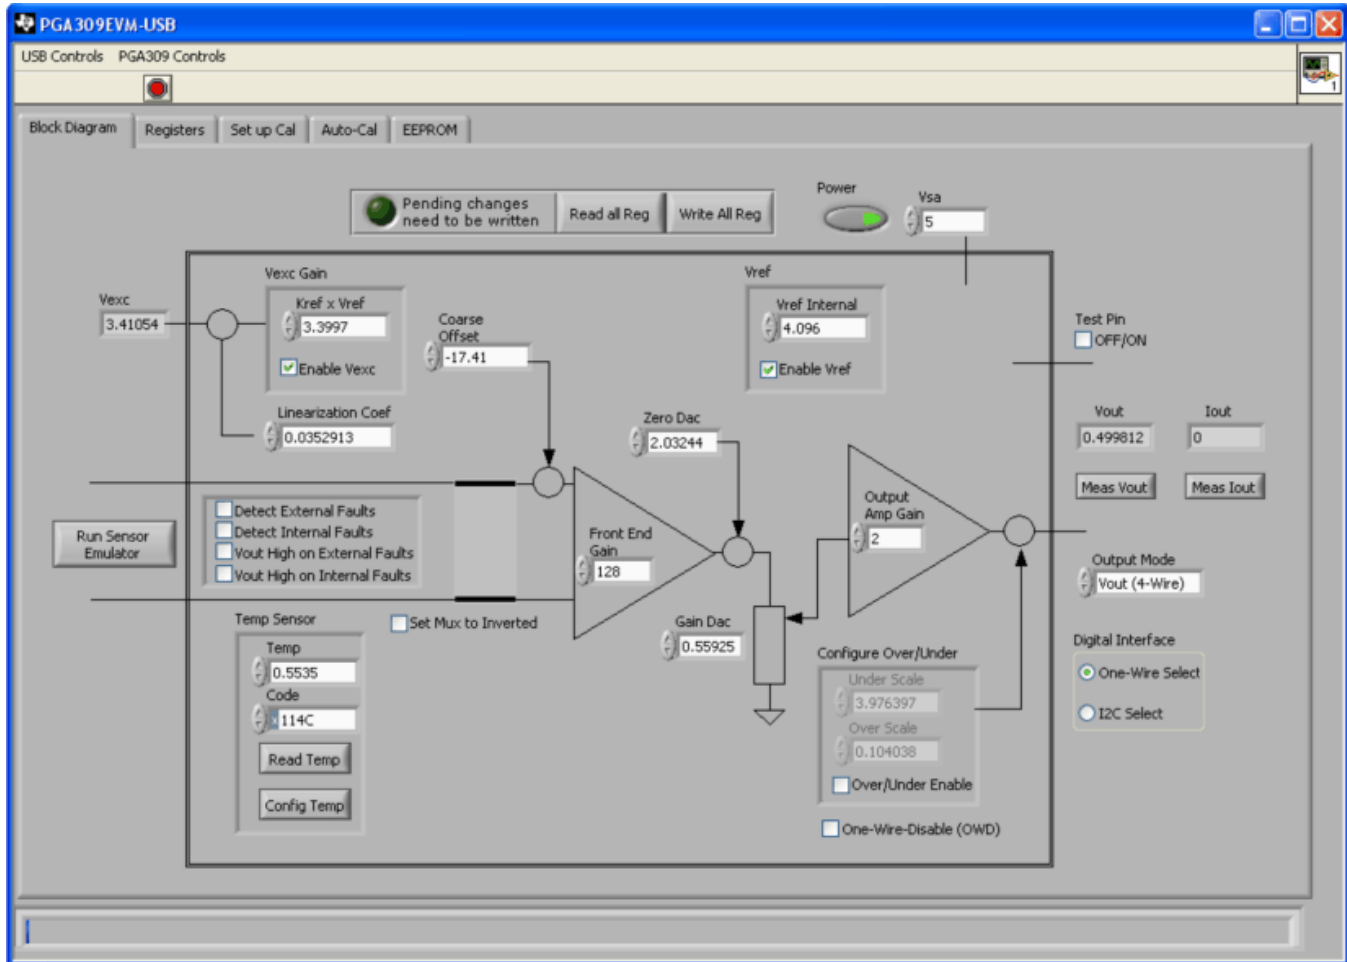 PGA309EVM-USB
USB Controls PGA309 Controls
1
Block Diagram Registers Set up Cal Auto-Cal EEPROM
Pending changes
need to be written
Read all Reg
Write All Reg
Power
Vsa
5
Vexc
3.41054
Vexc Gain
Kref x Vref
3.3997
Enable Vexc
Coarse
Offset
-17.41
Vref
Vref Internal
4.096
Enable Vref
Test Pin
OFF/ON
Linearization Coef
0.0352913
Zero Dac
2.03244
Vout
0.499812
Iout
0
Meas Vout
Meas Iout
Run Sensor
Emulator
Detect External Faults
Detect Internal Faults
Vout High on External Faults
Vout High on Internal Faults
Front End
Gain
128
Output
Amp Gain
2
Output Mode
Vout (4-Wire)
Temp Sensor
Temp
0.5535
Code
x 114C
Read Temp
Config Temp
Set Mux to Inverted
Gain Dac
0.55925
Configure Over/Under
Under Scale
3.976397
Over Scale
0.104038
Over/Under Enable
One-Wire-Disable (OWD)
Digital Interface
One-Wire Select
I2C Select